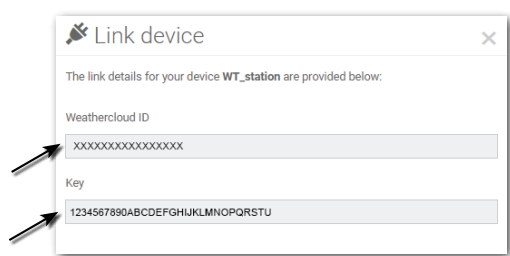 Link device
The link details for your device WT_station are provided below:
Weathercloud ID
XXXXXXXXXXXXXXXX
Key
1234567890ABCDEFGHIJKLMNOPQRSTU